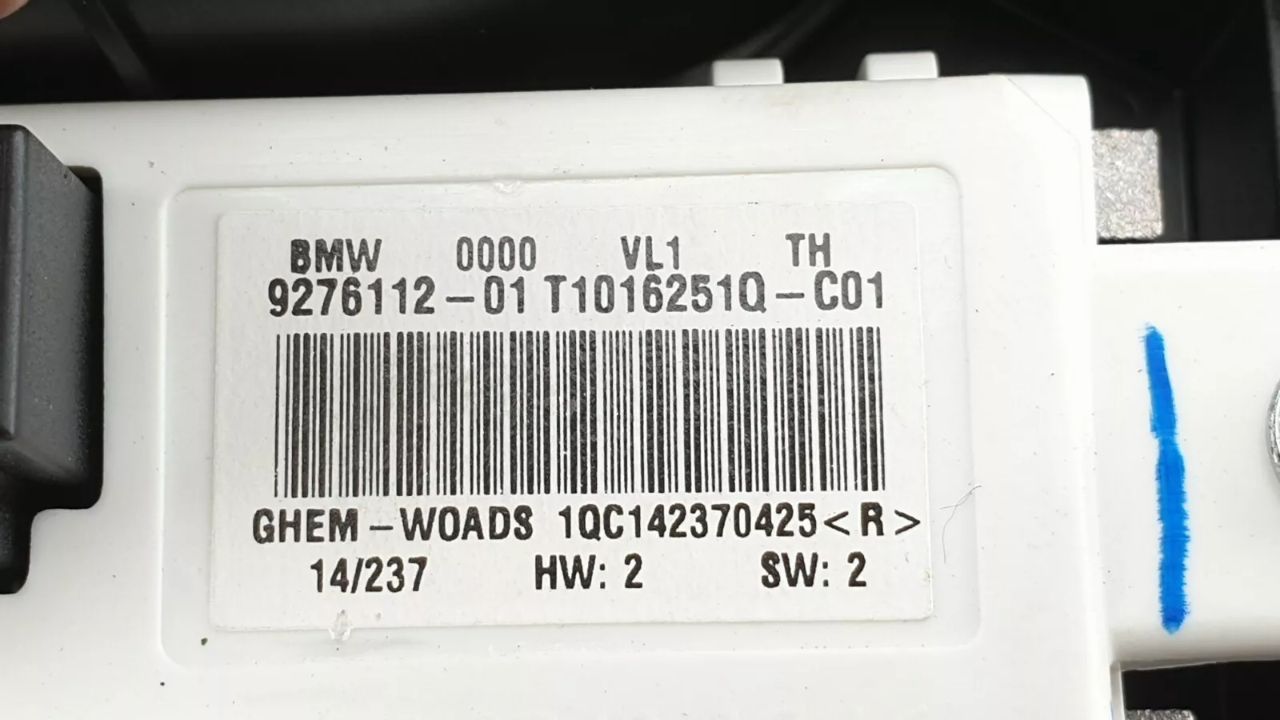 BMW 0000 VL1 TH
9276112-01 T1016251Q-C01
GHEM-WOADS 1QC142370425<R>
14/237 HW: 2 SW: 2